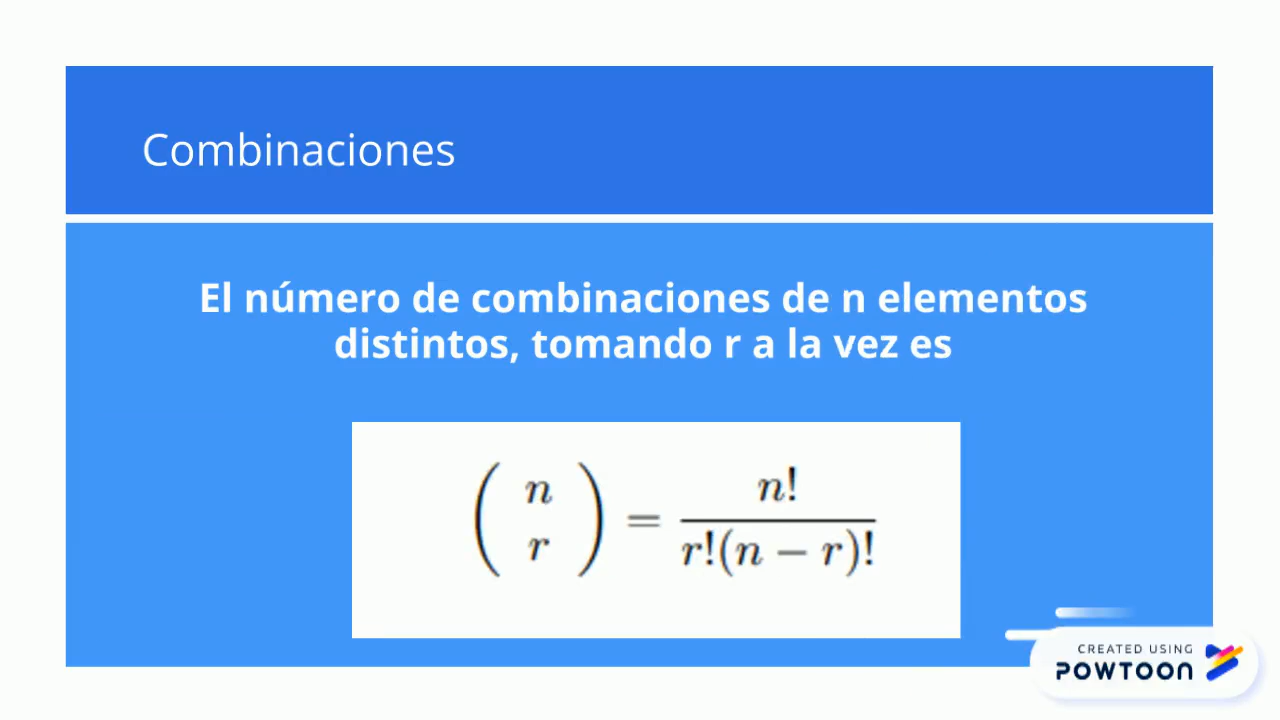 Combinaciones
El número de combinaciones de n elementos
distintos, tomando r a la vez es
( n r ) = n! / r!(n − r)!
CREATED USING
POWTOON